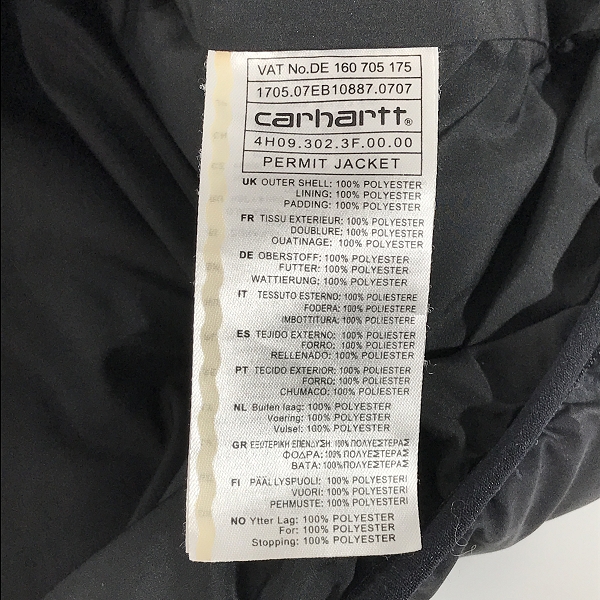 VAT No.DE 160 705 175
1705.07EB10887.0707
carhartt®
4H09.302.3F.00.00
PERMIT JACKET
UK OUTER SHELL: 100% POLYESTER
LINING: 100% POLYESTER
PADDING: 100% POLYESTER
FR TISSU EXTERIEUR: 100% POLYESTER
DOUBLURE: 100% POLYESTER
OUATINAGE: 100% POLYESTER
DE OBERSTOFF: 100% POLYESTER
FUTTER: 100% POLYESTER
WATTIERUNG: 100% POLYESTER
IT TESSUTO ESTERNO: 100% POLIESTERE
FODERA: 100% POLIESTERE
IMBOTTITURA: 100% POLIESTERE
ES TEJIDO EXTERNO: 100% POLIESTER
FORRO: 100% POLIESTER
RELLENADO: 100% POLIESTER
PT TECIDO EXTERIOR: 100% POLIESTER
FORRO: 100% POLIESTER
CHUMACO: 100% POLIESTER
NL Buiten laag: 100% POLYESTER
Voering: 100% POLYESTER
Vulsel: 100% POLYESTER
GR ΕΞΩΤΕΡΙΚΗ ΕΠΕΝΔΥΣΗ: 100% ΠΟΛΥΕΣΤΕΡΑΣ
ΦΟΔΡΑ: 100% ΠΟΛΥΕΣΤΕΡΑΣ
ΒΑΤΑ: 100% ΠΟΛΥΕΣΤΕΡΑΣ
FI PÄÄLLYSPUOLI: 100% POLYESTERI
VUORI: 100% POLYESTERI
PEHMUSTE: 100% POLYESTERI
NO Ytter Lag: 100% POLYESTER
For: 100% POLYESTER
Stopping: 100% POLYESTER